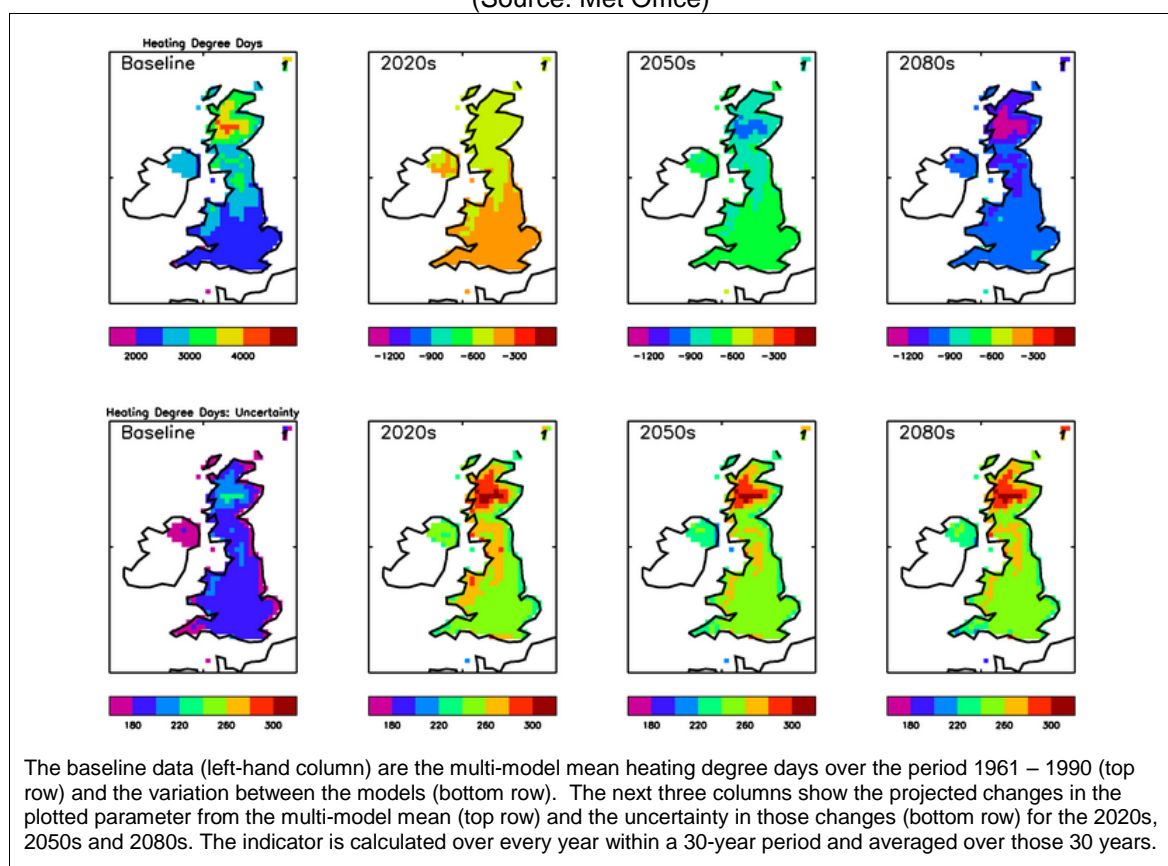 (Source: Met Office)
Heating Degree Days
Baseline 2020s 2050s 2080s
2000 3000 4000 −1200 −900 −600 −300 −1200 −900 −600 −300 −1200 −900 −600 −300
Heating Degree Days: Uncertainty
Baseline 2020s 2050s 2080s
180 220 260 300 180 220 260 300 180 220 260 300 180 220 260 300
The baseline data (left-hand column) are the multi-model mean heating degree days over the period 1961 – 1990 (top
row) and the variation between the models (bottom row). The next three columns show the projected changes in the
plotted parameter from the multi-model mean (top row) and the uncertainty in those changes (bottom row) for the 2020s,
2050s and 2080s. The indicator is calculated over every year within a 30-year period and averaged over those 30 years.